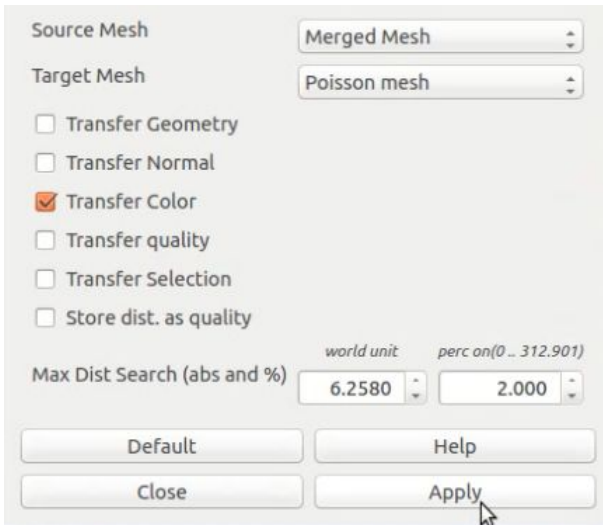 Source Mesh Merged Mesh
Target Mesh Poisson mesh
Transfer Geometry
Transfer Normal
Transfer Color
Transfer quality
Transfer Selection
Store dist. as quality
world unit perc on(0 .. 312.901)
Max Dist Search (abs and %) 6.2580 2.000
Default Help
Close Apply